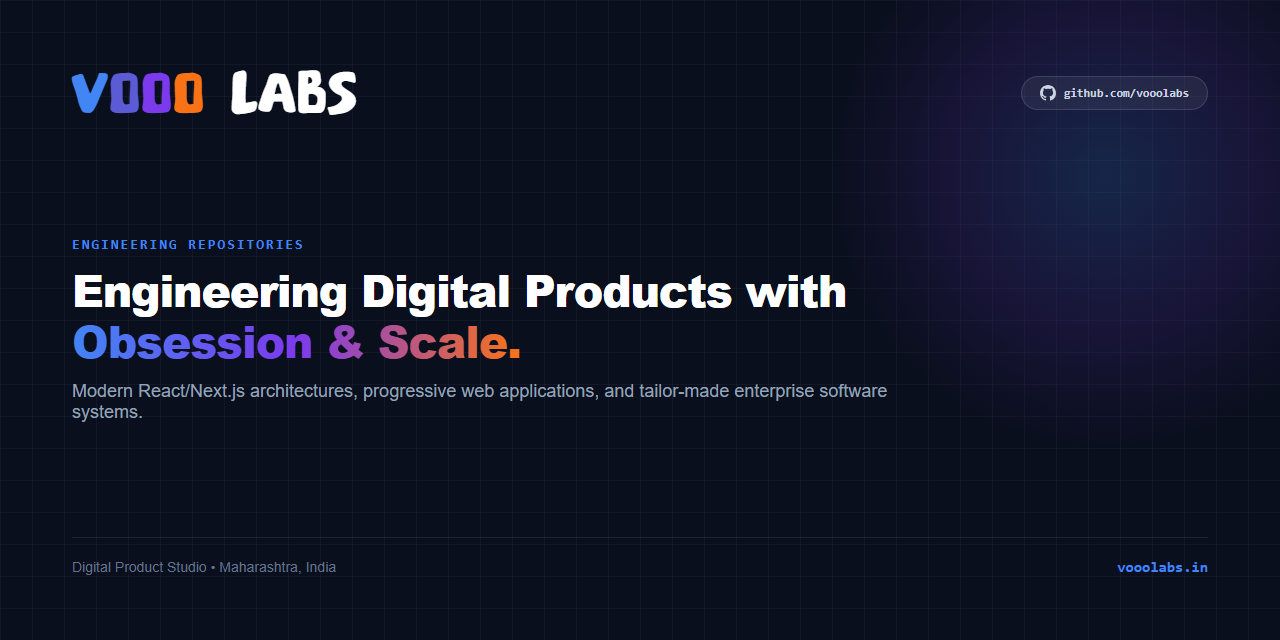 VOOO LABS
github.com/vooolabs
ENGINEERING REPOSITORIES
Engineering Digital Products with
Obsession & Scale.
Modern React/Next.js architectures, progressive web applications, and tailor-made enterprise software
systems.
Digital Product Studio • Maharashtra, India
vooolabs.in